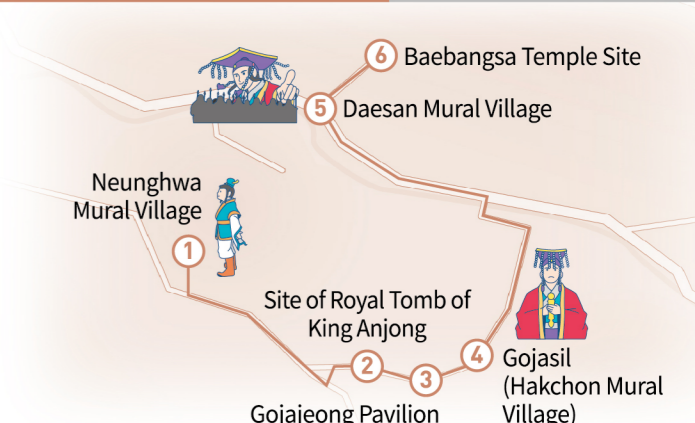 6 Baebangsa Temple Site
5 Daesan Mural Village
Neunghwa
Mural Village
1
Site of Royal Tomb of
King Anjong
2
3
4
Gojasil
(Hakchon Mural
Village)
Gojajeong Pavilion